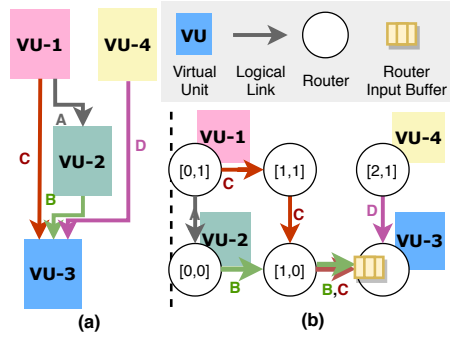 VU-1
VU-4
A
C
VU-2
D
B
VU-3
(a)
VU
Virtual
Unit
Logical
Link
Router
Router
Input Buffer
VU-1
VU-4
[0,1]
[1,1]
[2,1]
C
A
C
D
VU-2
VU-3
[0,0]
[1,0]
B
B,C
(b)